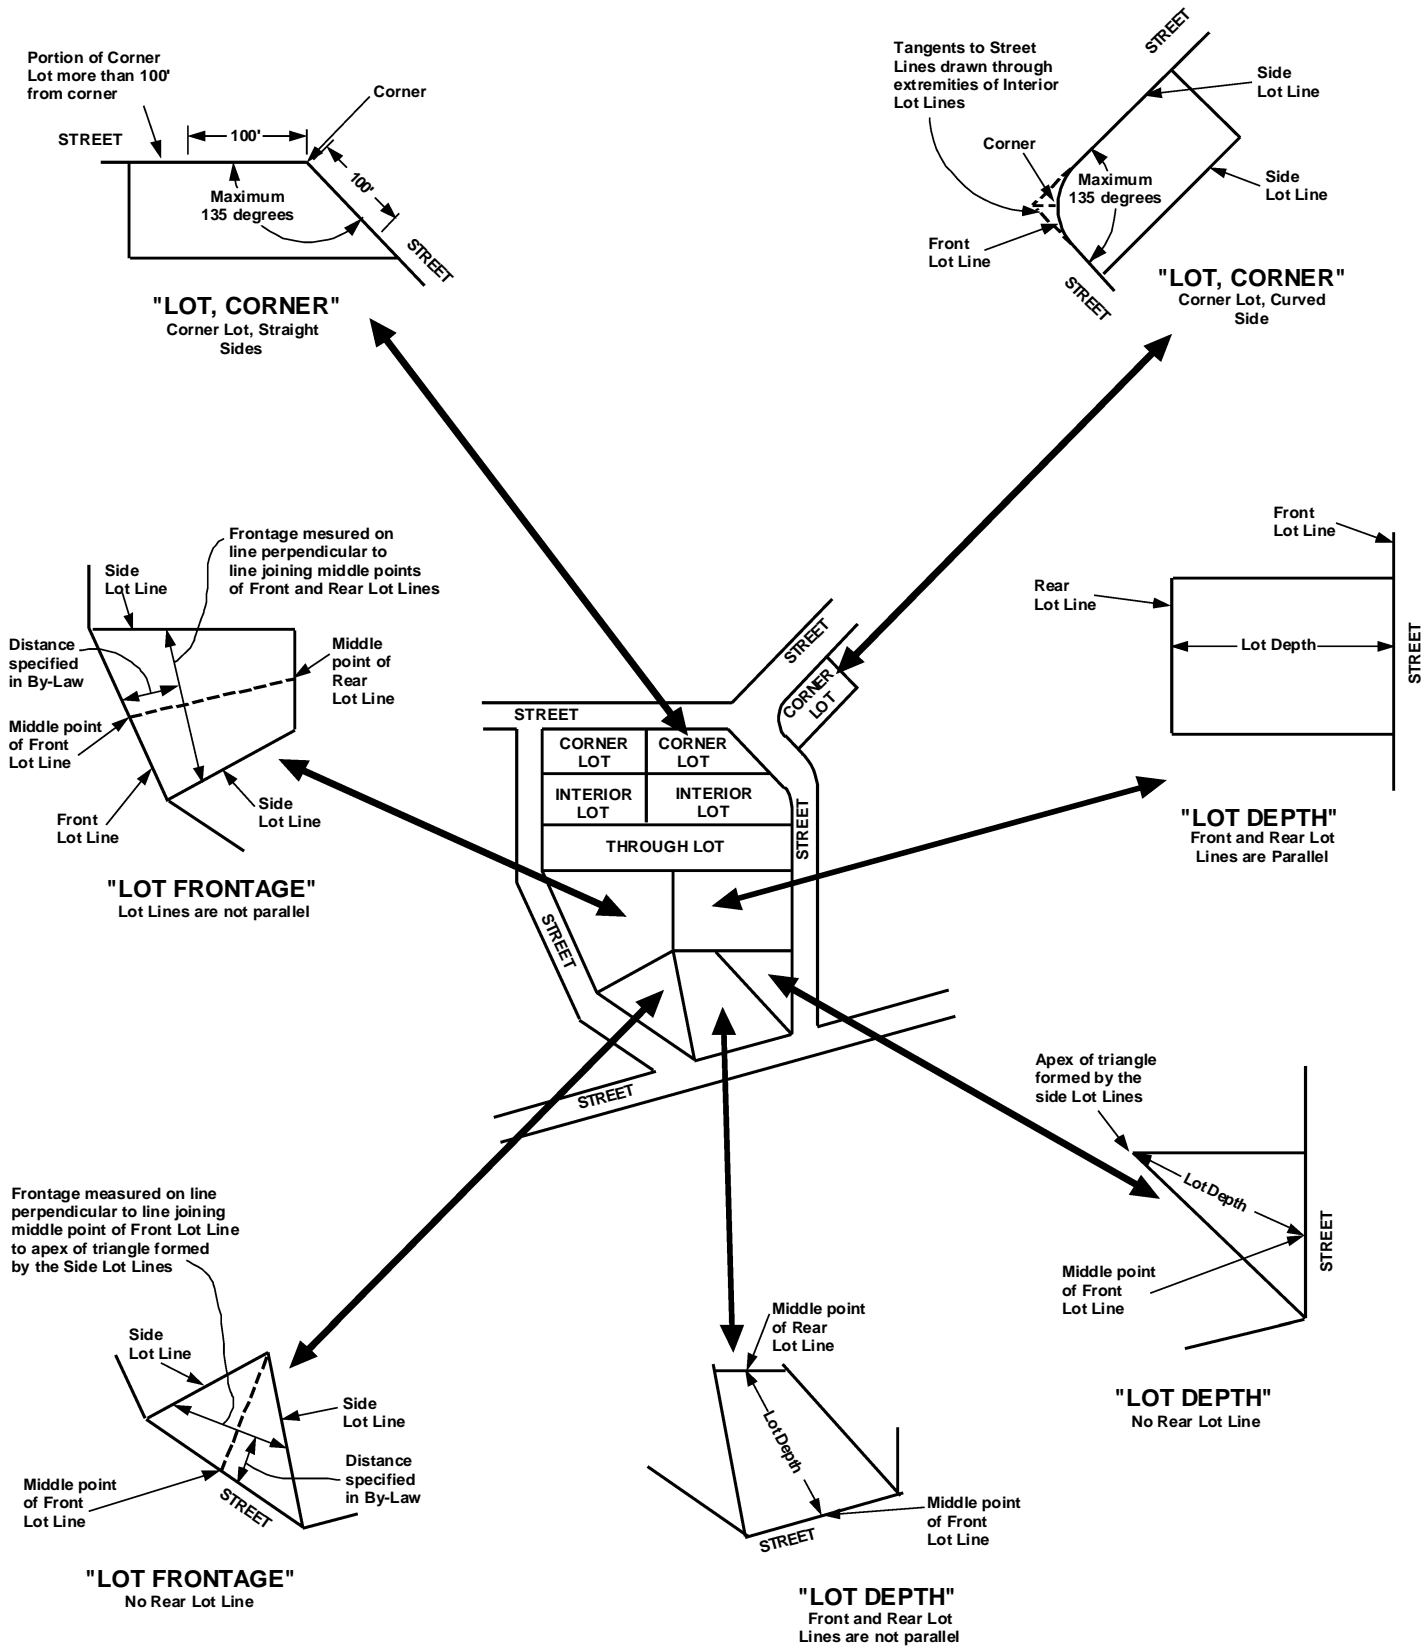 Portion of Corner
Lot more than 100'
from corner
Corner
STREET
100'
100'
Maximum
135 degrees
STREET
"LOT, CORNER"
Corner Lot, Straight
Sides
STREET
Tangents to Street
Lines drawn through
extremities of Interior
Lot Lines
Side
Lot Line
Corner
Maximum
135 degrees
Side
Lot Line
Front
Lot Line
STREET
"LOT, CORNER"
Corner Lot, Curved
Side
Frontage mesured on
line perpendicular to
line joining middle points
of Front and Rear Lot Lines
Side
Lot Line
Distance
specified
in By-Law
Middle
point of
Rear
Lot Line
Middle point
of Front
Lot Line
Side
Lot Line
Front
Lot Line
"LOT FRONTAGE"
Lot Lines are not parallel
STREET
STREET
CORNER
LOT
CORNER
LOT
CORNER
LOT
INTERIOR
LOT
INTERIOR
LOT
THROUGH LOT
STREET
STREET
STREET
Front
Lot Line
Rear
Lot Line
Lot Depth
STREET
"LOT DEPTH"
Front and Rear Lot
Lines are Parallel
Apex of triangle
formed by the
side Lot Lines
Lot Depth
STREET
Middle point
of Front
Lot Line
"LOT DEPTH"
No Rear Lot Line
Frontage measured on line
perpendicular to line joining
middle point of Front Lot Line
to apex of triangle formed
by the Side Lot Lines
Side
Lot Line
Side
Lot Line
Distance
specified
in By-Law
Middle point
of Front
Lot Line
STREET
"LOT FRONTAGE"
No Rear Lot Line
Middle point
of Rear
Lot Line
Lot Depth
Middle point
of Front
Lot Line
STREET
"LOT DEPTH"
Front and Rear Lot
Lines are not parallel